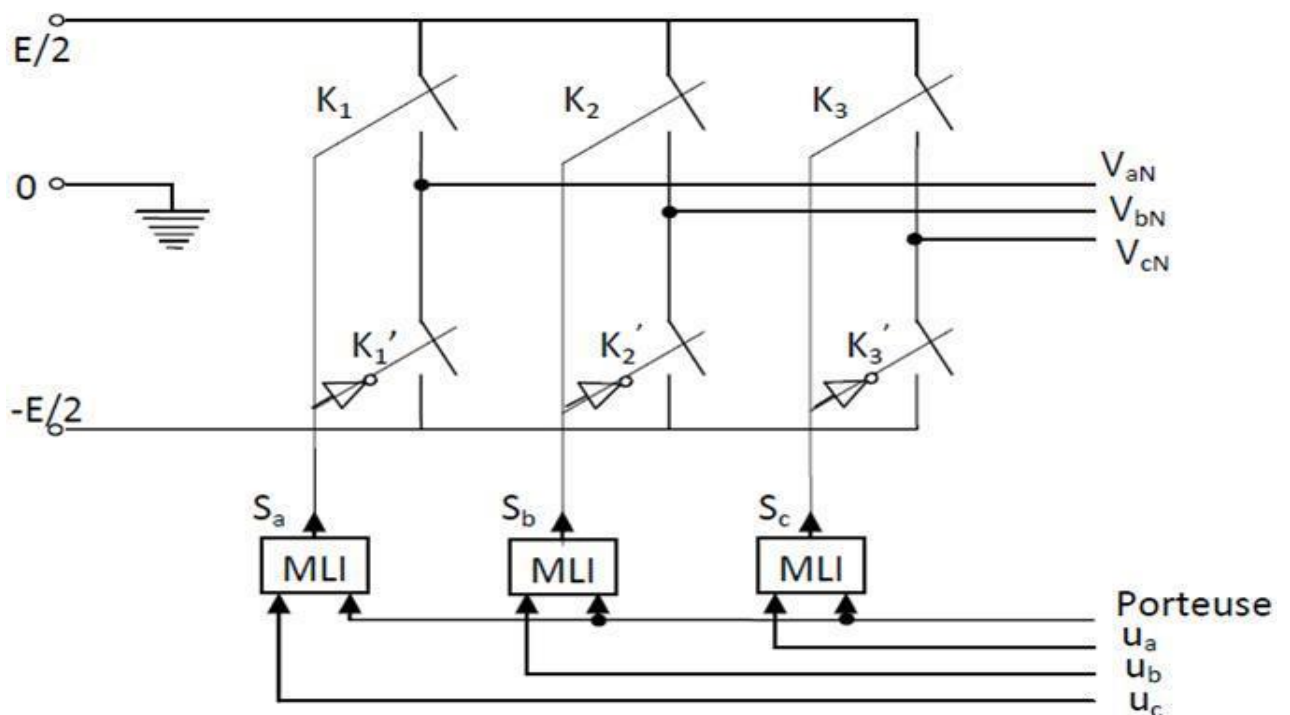 E/2
K₁
K₂
K₃
0
VaN
VbN
VcN
K₁’
K₂’
K₃’
-E/2
Sa
Sb
Sc
MLI
MLI
MLI
Porteuse
ua
ub
uc